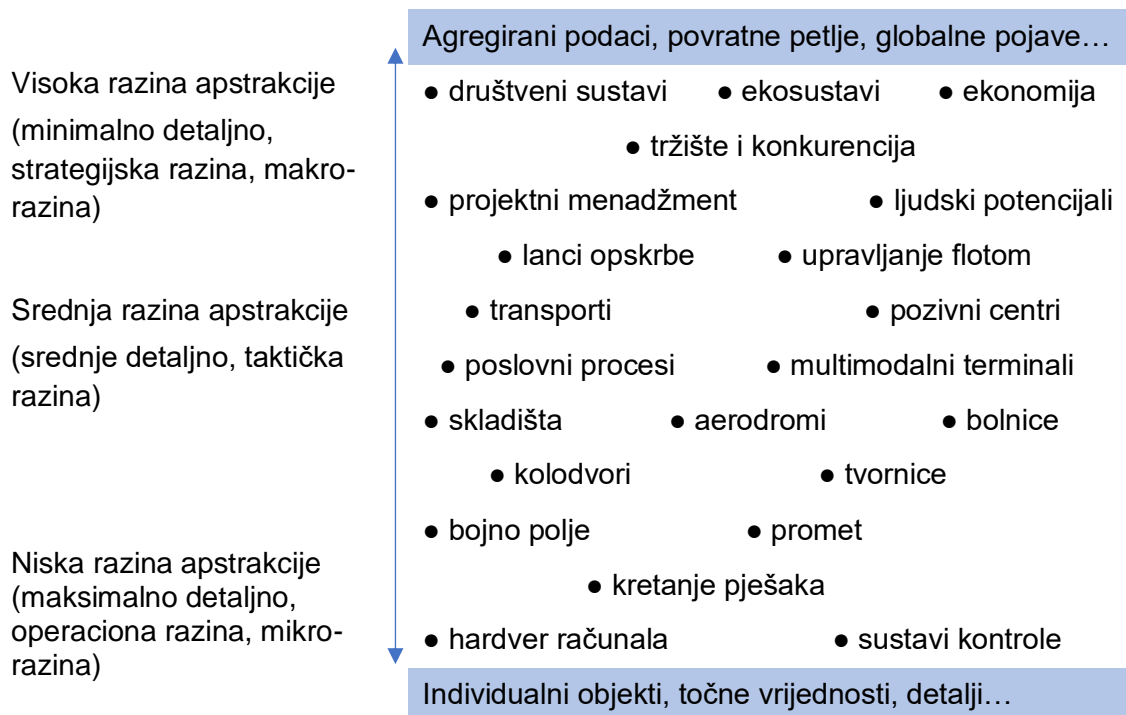 Agregirani podaci, povratne petlje, globalne pojave…
Visoka razina apstrakcije
(minimalno detaljno,
strategijska razina, makro-
razina)
● društveni sustavi ● ekosustavi ● ekonomija
● tržište i konkurencija
● projektni menadžment ● ljudski potencijali
● lanci opskrbe ● upravljanje flotom
Srednja razina apstrakcije
(srednje detaljno, taktička
razina)
● transporti ● pozivni centri
● poslovni procesi ● multimodalni terminali
● skladišta ● aerodromi ● bolnice
● kolodvori ● tvornice
● bojno polje ● promet
Niska razina apstrakcije
(maksimalno detaljno,
operaciona razina, mikro-
razina)
● kretanje pješaka
● hardver računala ● sustavi kontrole
Individualni objekti, točne vrijednosti, detalji…